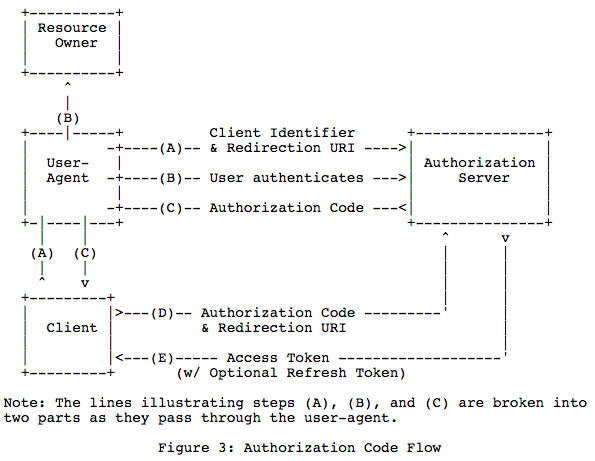 Resource
Owner
(B)
Client Identifier
(A)
& Redirection URI
User-
Agent
(B)
User authenticates
Authorization
Server
(C)
Authorization Code
(A) (C)
Client
(D)
Authorization Code
& Redirection URI
(E)
Access Token
(w/ Optional Refresh Token)
Note: The lines illustrating steps (A), (B), and (C) are broken into
two parts as they pass through the user-agent.
Figure 3: Authorization Code Flow